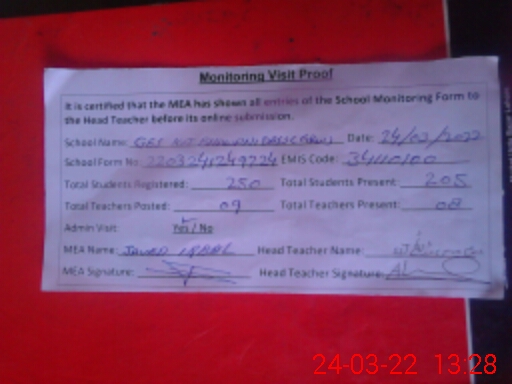 Monitoring Visit Proof
It is certified that the MEA has shown all entries of the School Monitoring Form to
the Head Teacher before its online submission.
School Name: GES Date: 24/03/2022
School Form No: EMIS Code:
Total Students Registered: 250 Total Students Present: 205
Total Teachers Posted: 09 Total Teachers Present: 08
Admin Visit: Yes / No
MEA Name: JAVED IQBAL Head Teacher Name:
MEA Signature: Head Teacher Signature:
24-03-22 13:28